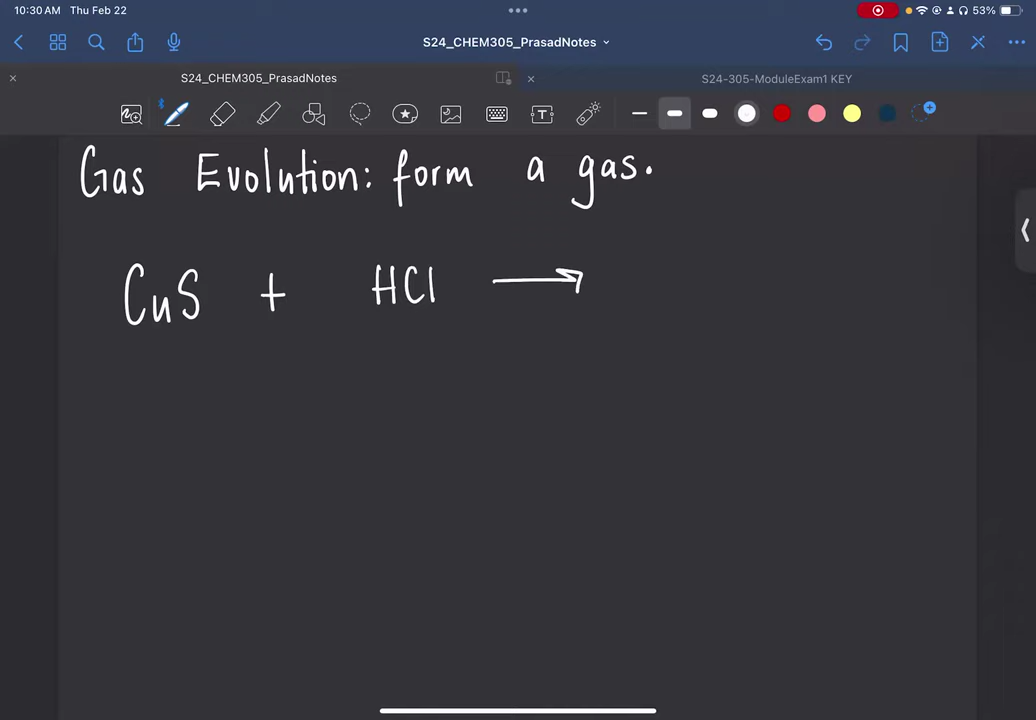 10:30 AM Thu Feb 22
53%
S24_CHEM305_PrasadNotes
S24_CHEM305_PrasadNotes
S24-305-ModuleExam1 KEY
Gas Evolution: form a gas.
CuS + HCl →